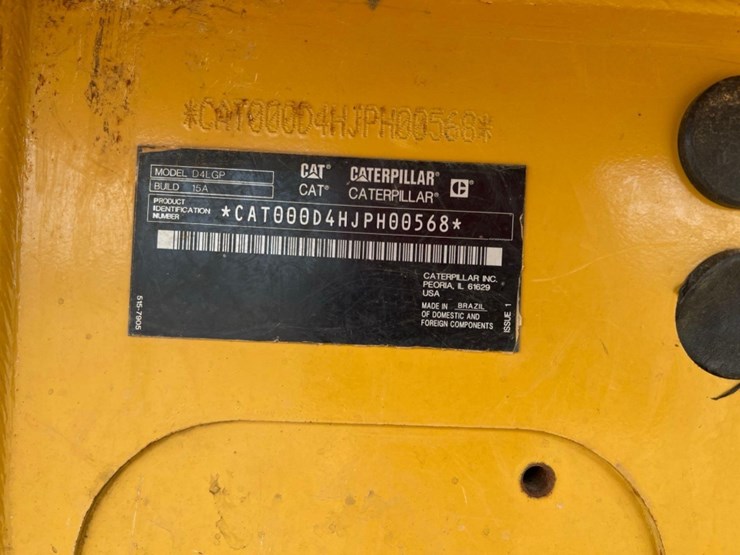 *CAT000D4HJPH00568*
MODEL D4LGP
BUILD 15A
CAT® CATERPILLAR®
CAT® CATERPILLAR®
PRODUCT
IDENTIFICATION
NUMBER
*CAT000D4HJPH00568*
CATERPILLAR INC.
PEORIA, IL 61629
USA
MADE IN BRAZIL
OF DOMESTIC AND
FOREIGN COMPONENTS
515-7905
ISSUE 1